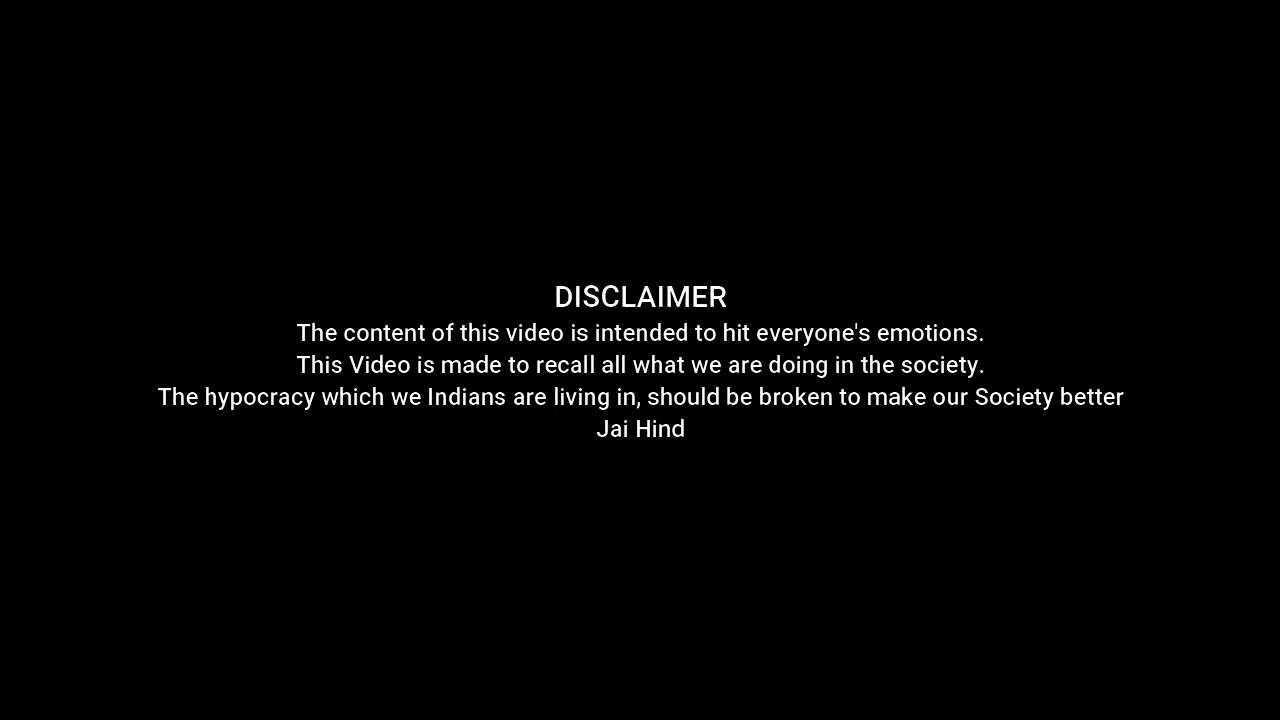 DISCLAIMER
The content of this video is intended to hit everyone's emotions.
This Video is made to recall all what we are doing in the society.
The hypocracy which we Indians are living in, should be broken to make our Society better
Jai Hind